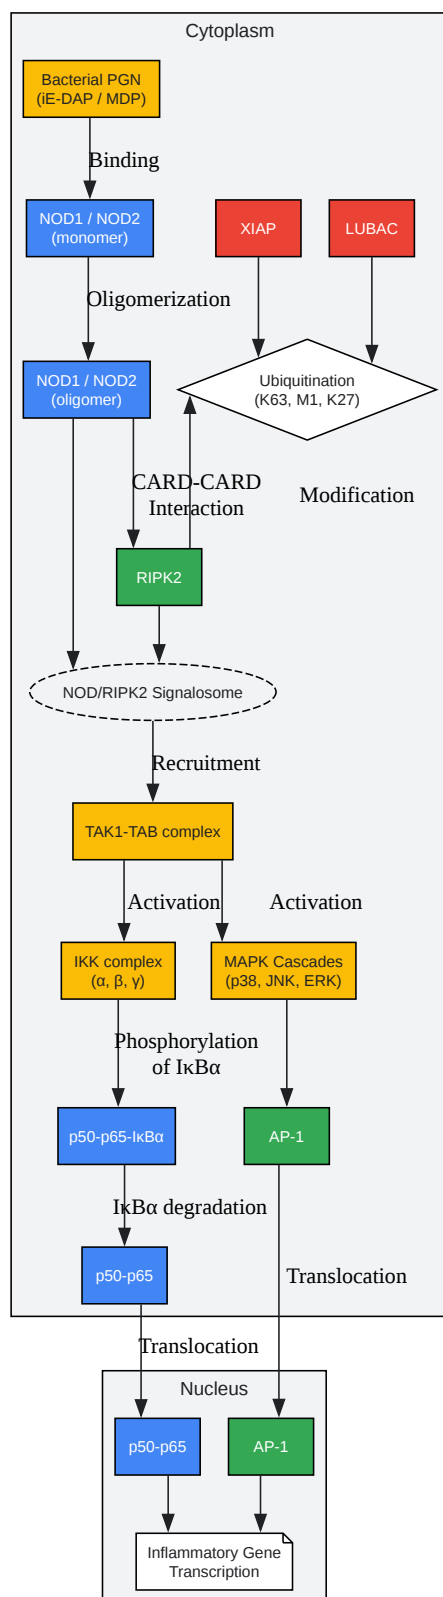 Cytoplasm
Bacterial PGN
(iE-DAP / MDP)
Binding
NOD1 / NOD2
(monomer)
XIAP
LUBAC
Oligomerization
NOD1 / NOD2
(oligomer)
Ubiquitination
(K63, M1, K27)
CARD-CARD
Interaction
Modification
RIPK2
NOD/RIPK2 Signalosome
Recruitment
TAK1-TAB complex
Activation
Activation
IKK complex
(α, β, γ)
MAPK Cascades
(p38, JNK, ERK)
Phosphorylation
of IκBα
p50-p65-IκBα
AP-1
IκBα degradation
p50-p65
Translocation
Translocation
Nucleus
p50-p65
AP-1
Inflammatory Gene
Transcription